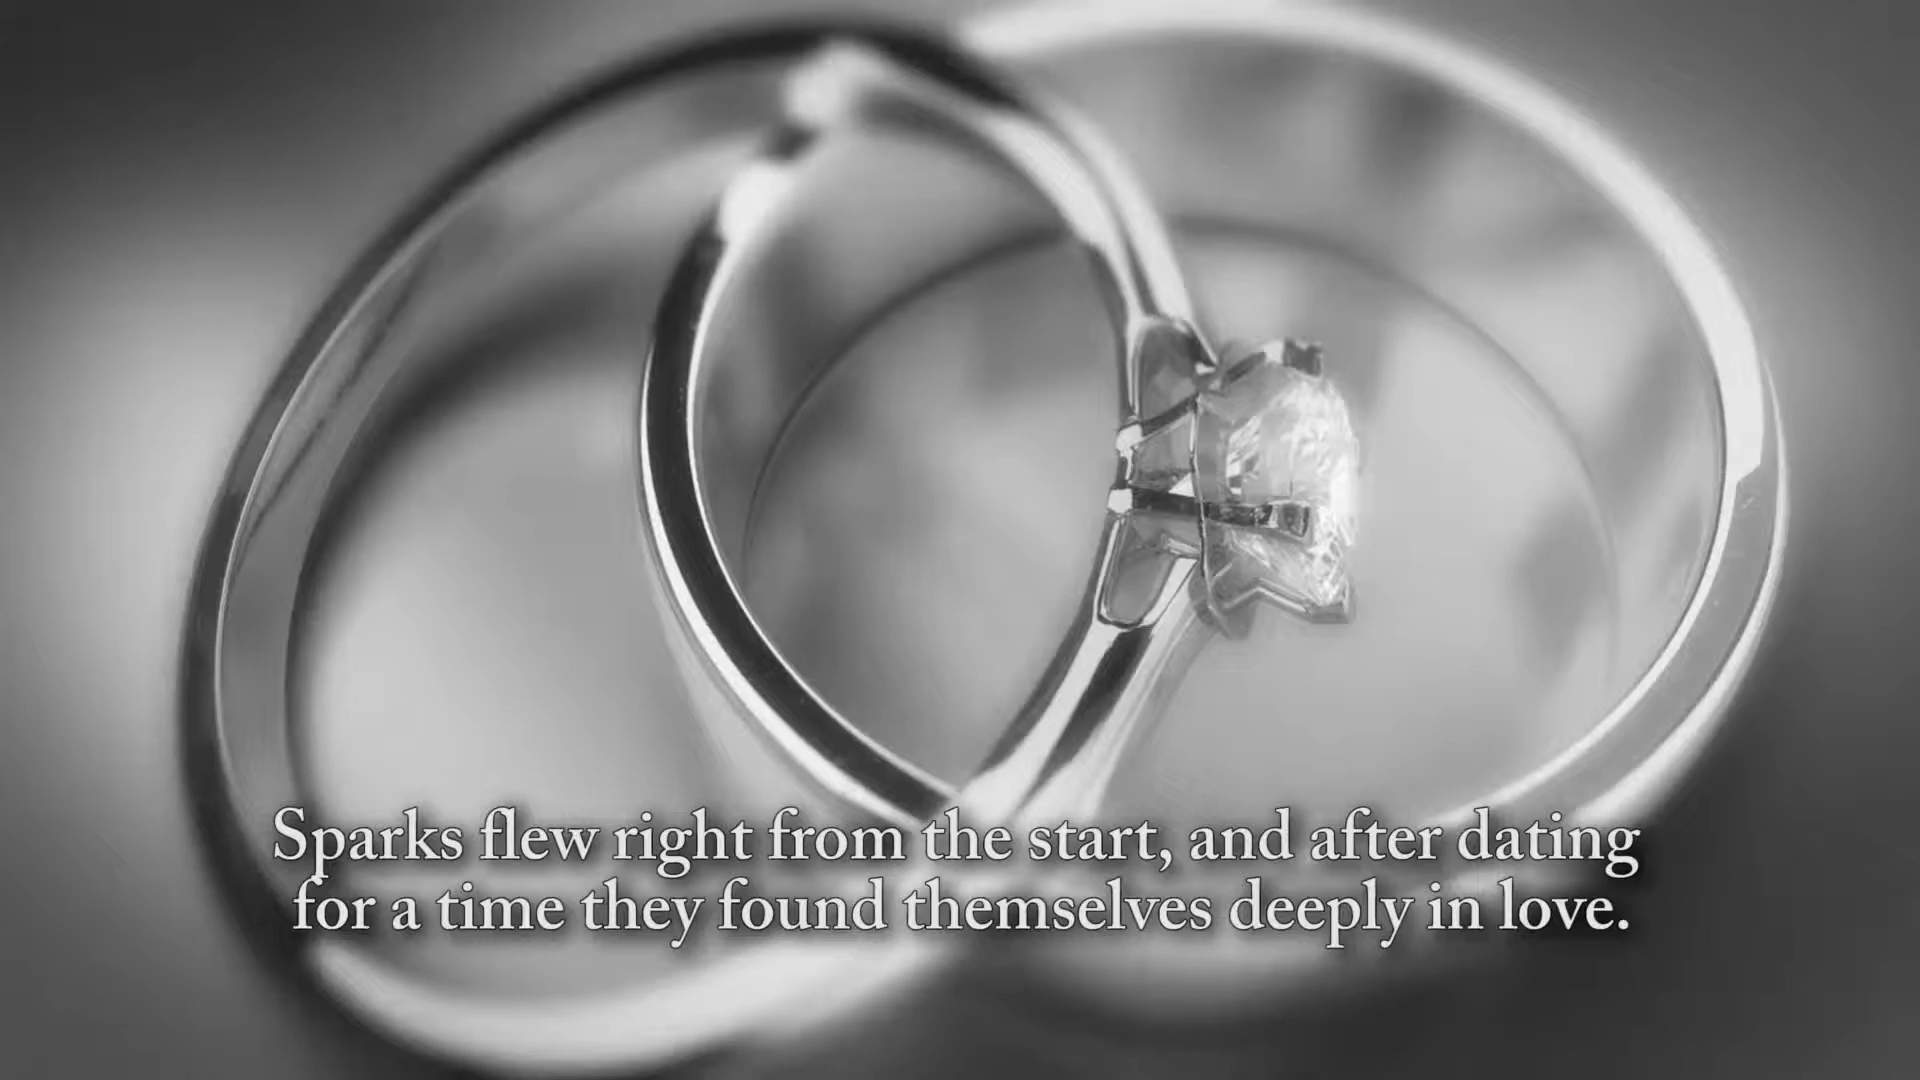 Sparks flew right from the start, and after dating
for a time they found themselves deeply in love.